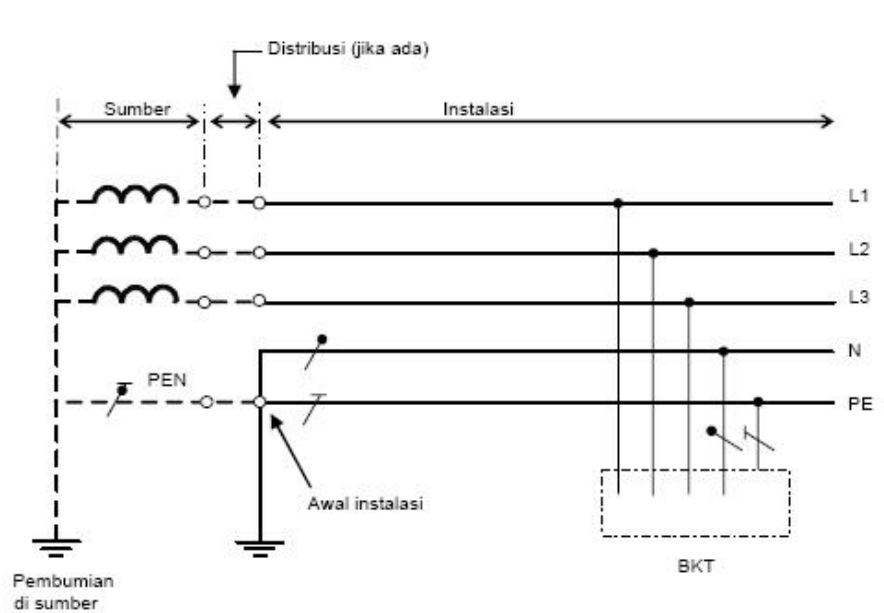 Distribusi (jika ada)
Sumber
Instalasi
L1
L2
L3
N
PEN
PE
Awal instalasi
BKT
Pembumian
di sumber